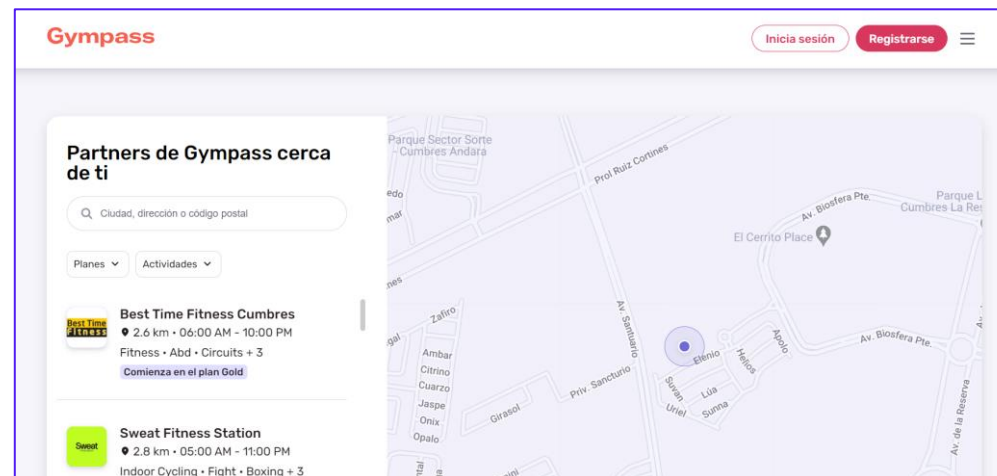 Gympass
Inicia sesión
Registrarse
Partners de Gympass cerca
de ti
Ciudad, dirección o código postal
Planes
Actividades
Best Time
Fitness
Best Time Fitness Cumbres
2.6 km • 06:00 AM - 10:00 PM
Fitness • Abd • Circuits + 3
Comienza en el plan Gold
Sweat
Sweat Fitness Station
2.8 km • 05:00 AM - 11:00 PM
Indoor Cycling • Fight • Boxing + 3
Parque Sector Sorte
- Cumbres Andara
Prol Ruiz Cortines
Av. Biosfera Pte.
Parque L
Cumbres La Res
El Cerrito Place
Zafiro
Av. Santuario
Ambar
Citrino
Cuarzo
Jaspe
Onix
Opalo
Girasol
Priv. Sancturio
Elenio
Helios
Apolo
Av. Biosfera Pte.
Suvan
Lúa
Uriel
Sunna
Av. de la Reserva